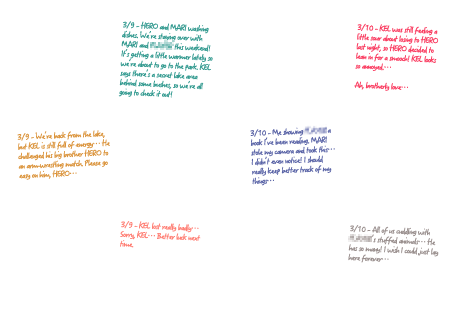 3/9 - HERO and MARI washing
dishes. We're staying over with
MARI and this weekend!
It's getting a little warmer lately so
we're about to go to the park. KEL
says there's a secret lake area
behind some bushes, so we're all
going to check it out!
3/10 - KEL was still feeling a
little sour about losing to HERO
last night, so HERO decided to
lean in for a smooch! KEL looks
so annoyed...
Ah, brotherly love...
3/9 - We're back from the lake,
but KEL is still full of energy... He
challenged his big brother HERO to
an arm-wrestling match. Please go
easy on him, HERO...
3/10 - Me showing a
book I've been reading. MARI
stole my camera and took this...
I didn't even notice! I should
really keep better track of my
things...
3/9 - KEL lost really badly...
Sorry, KEL... Better luck next
time.
3/10 - All of us cuddling with
's stuffed animals... He
has so many! I wish I could just lay
here forever...